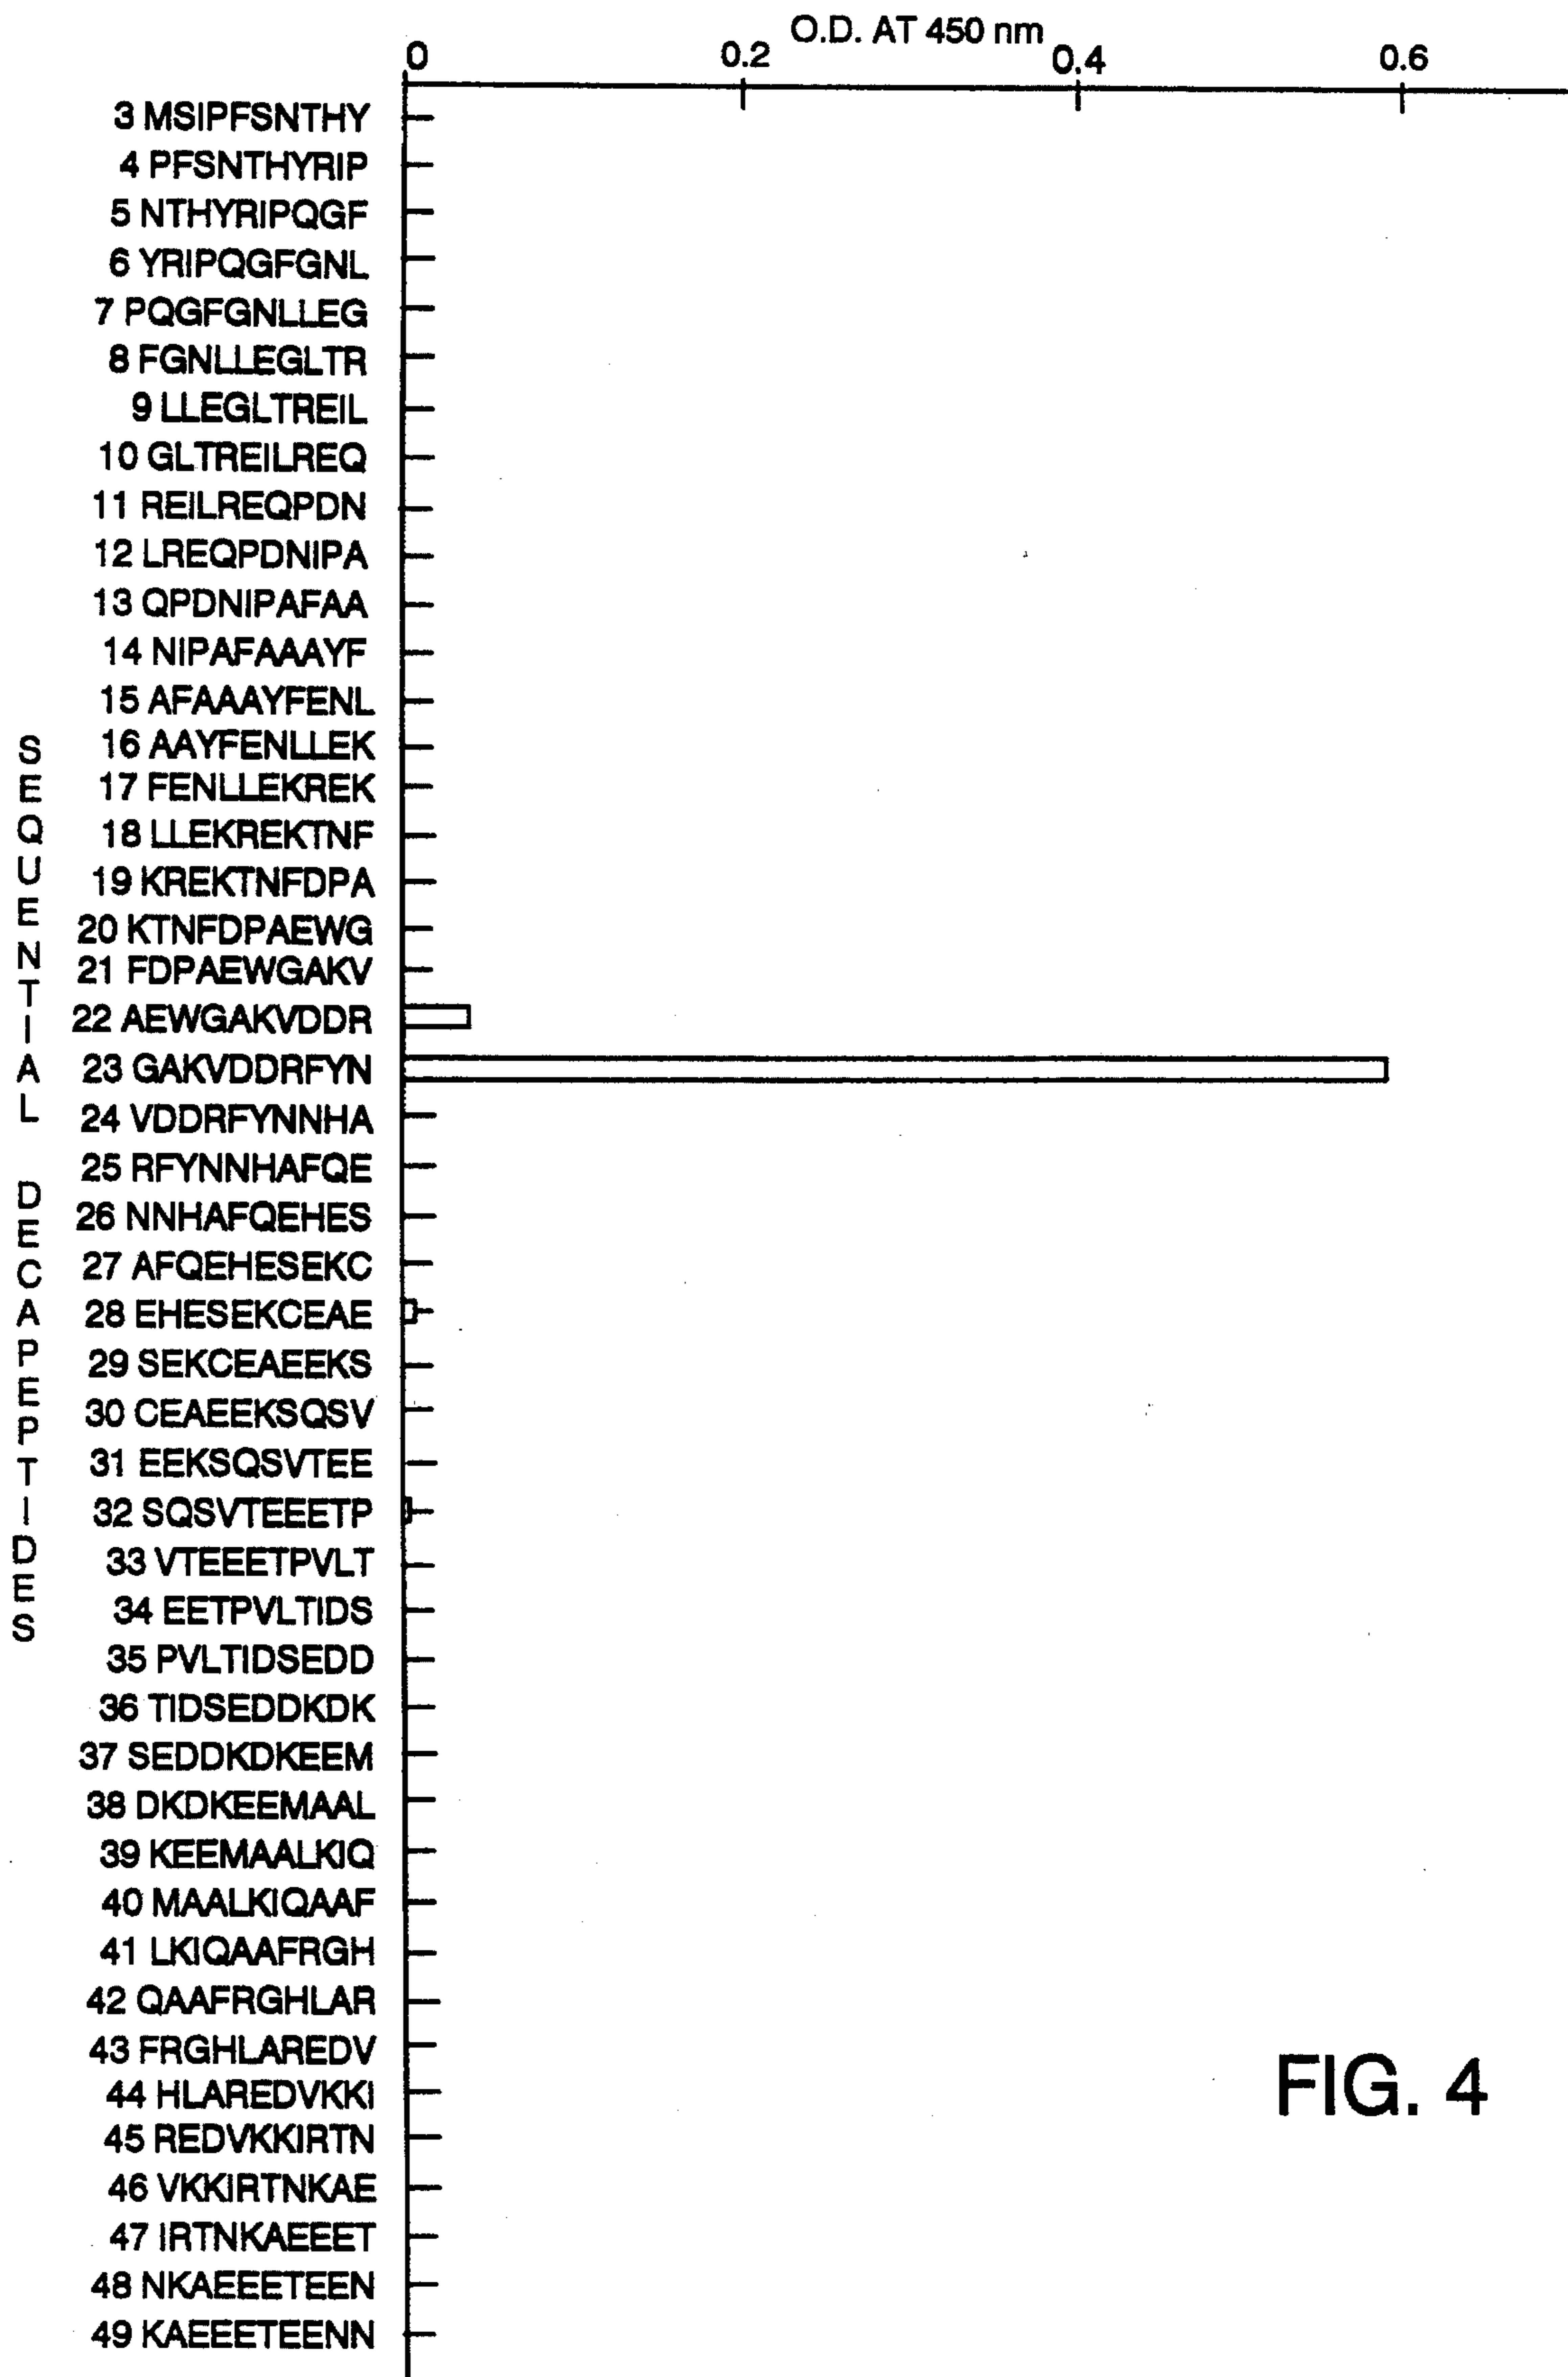 O.D. AT 450 nm
0 0.2 0.4 0.6
3 MSIPFSNTHY
4 PFSNTHYRIP
5 NTHYRIPQGF
6 YRIPQGFGNL
7 PQGFGNLLEG
8 FGNLLEGLTR
9 LLEGLTREIL
10 GLTREILREQ
11 REILREQPDN
12 LREQPDNIPA
13 QPDNIPAFAA
14 NIPAFAAAYF
15 AFAAAYFENL
16 AAYFENLLEK
17 FENLLEKREK
18 LLEKREKTNF
19 KREKTNFDPA
20 KTNFDPAEWG
21 FDPAEWGAKV
22 AEWGAKVDDR
23 GAKVDDRFYN
24 VDDRFYNNHA
25 RFYNNHAFQE
26 NNHAFQEHES
27 AFQEHESEKC
28 EHESEKCEAE
29 SEKCEAEEKS
30 CEAEEKSQSV
31 EEKSQSVTEE
32 SQSVTEEETP
33 VTEEETPVLT
34 EETPVLTIDS
35 PVLTIDSEDD
36 TIDSEDDKDK
37 SEDDKDKEEM
38 DKDKEEMAAL
39 KEEMAALKIQ
40 MAALKIQAAF
41 LKIQAAFRGH
42 QAAFRGHLAR
43 FRGHLAREDV
44 HLAREDVKKI
45 REDVKKIRTN
46 VKKIRTNKAE
47 IRTNKAEEET
48 NKAEEETEEN
49 KAEEETEENN
SEQUENTIAL DECAPEPTIDES
FIG. 4